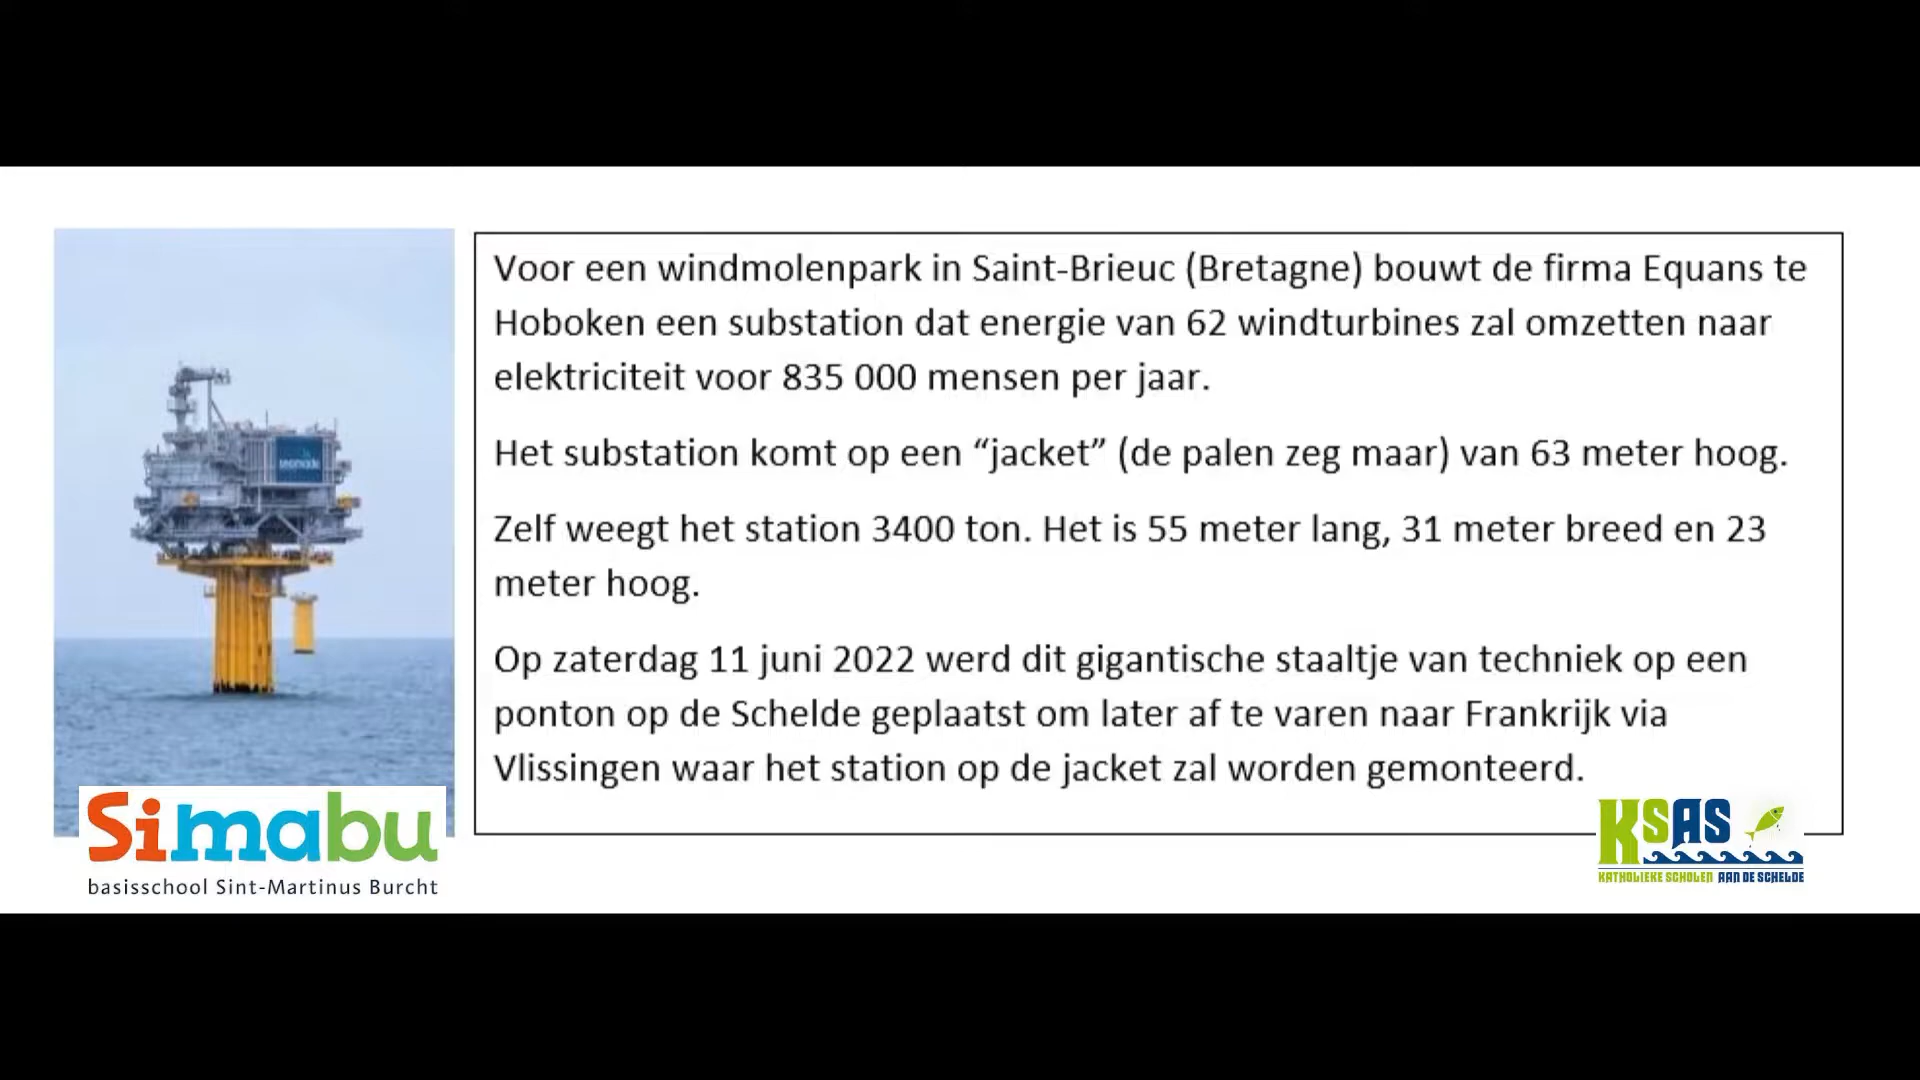 Voor een windmolenpark in Saint-Brieuc (Bretagne) bouwt de firma Equans te
Hoboken een substation dat energie van 62 windturbines zal omzetten naar
elektriciteit voor 835 000 mensen per jaar.
Het substation komt op een “jacket” (de palen zeg maar) van 63 meter hoog.
Zelf weegt het station 3400 ton. Het is 55 meter lang, 31 meter breed en 23
meter hoog.
Op zaterdag 11 juni 2022 werd dit gigantische staaltje van techniek op een
ponton op de Schelde geplaatst om later af te varen naar Frankrijk via
Vlissingen waar het station op de jacket zal worden gemonteerd.
Simabu
basisschool Sint-Martinus Burcht
KSAS
KATHOLIEKE SCHOLEN AAN DE SCHELDE